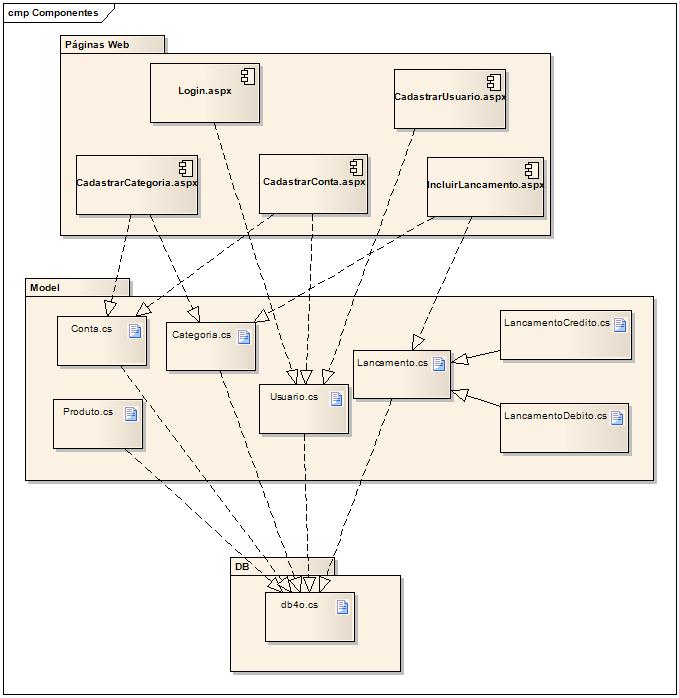 cmp Componentes
Páginas Web
Login.aspx
CadastrarUsuario.aspx
CadastrarCategoria.aspx
CadastrarConta.aspx
IncluirLancamento.aspx
Model
Conta.cs
Categoria.cs
LancamentoCredito.cs
Lancamento.cs
Usuario.cs
Produto.cs
LancamentoDebito.cs
DB
db4o.cs